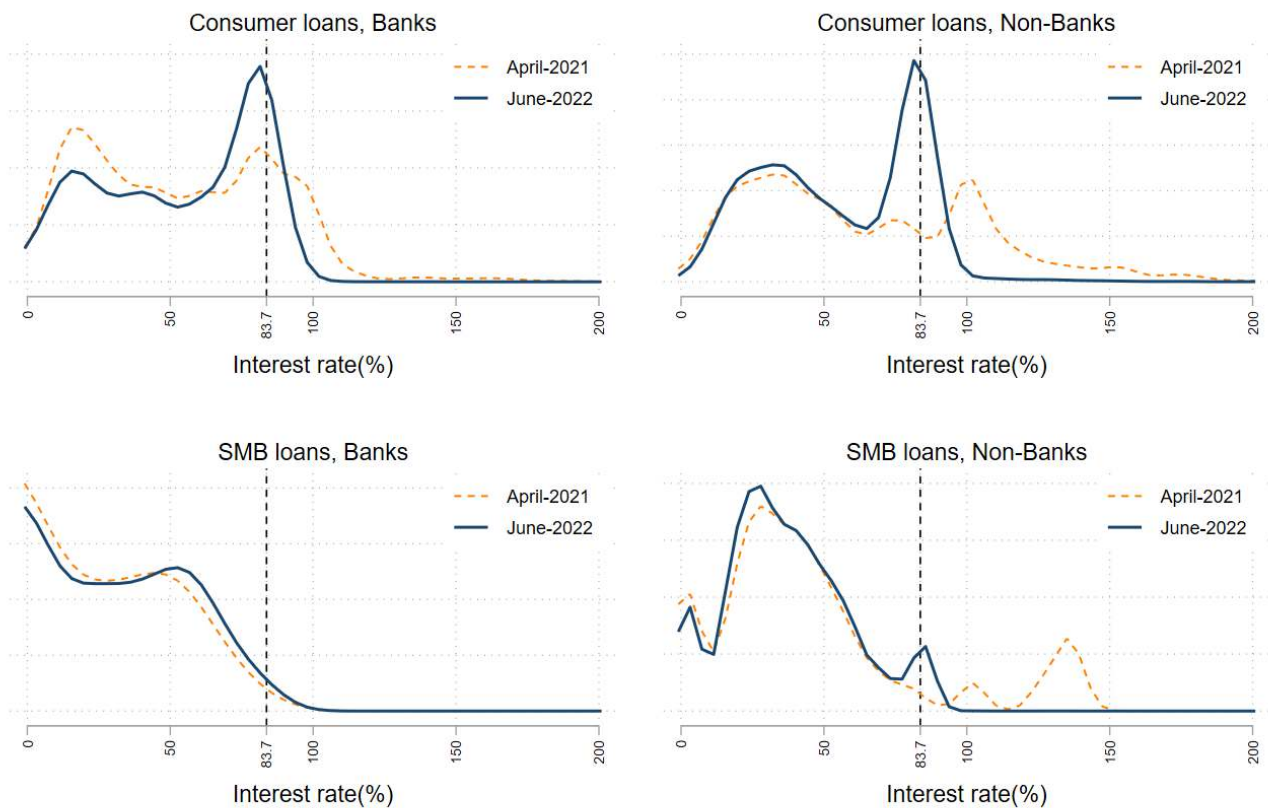 Consumer loans, Banks
April-2021
June-2022
0
50
83.7
100
150
200
Interest rate(%)
Consumer loans, Non-Banks
April-2021
June-2022
0
50
83.7
100
150
200
Interest rate(%)
SMB loans, Banks
April-2021
June-2022
0
50
83.7
100
150
200
Interest rate(%)
SMB loans, Non-Banks
April-2021
June-2022
0
50
83.7
100
150
200
Interest rate(%)